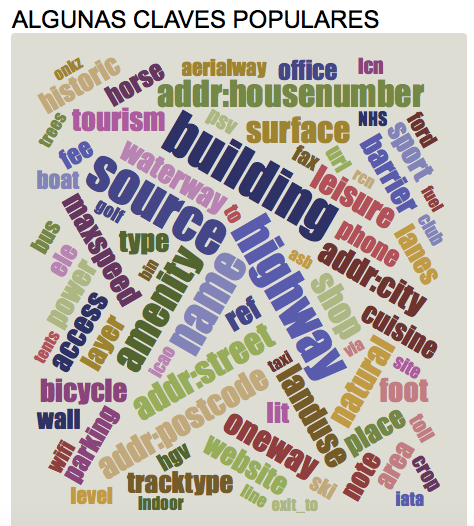 ALGUNAS CLAVES POPULARES
onkz
historic
horse
aerialway
office
lcn
addr:housenumber
trees
tourism
psv
surface
NHS
ford
sport
fee
building
fax
url
barrier
boat
waterway
source
leisure
rcn
fuel
golf
to
club
bus
maxspeed
type
phone
lanes
ele
highway
ash
addr:city
power
amenity
name
shop
access
layer
ref
cuisine
tents
lcao
addr:street
taxi
via
site
bicycle
natural
foot
wall
addr:postcode
landuse
lit
place
toll
parking
oneway
wifi
hgv
website
note
area
crop
level
tracktype
ski
indoor
line
exit_to
iata